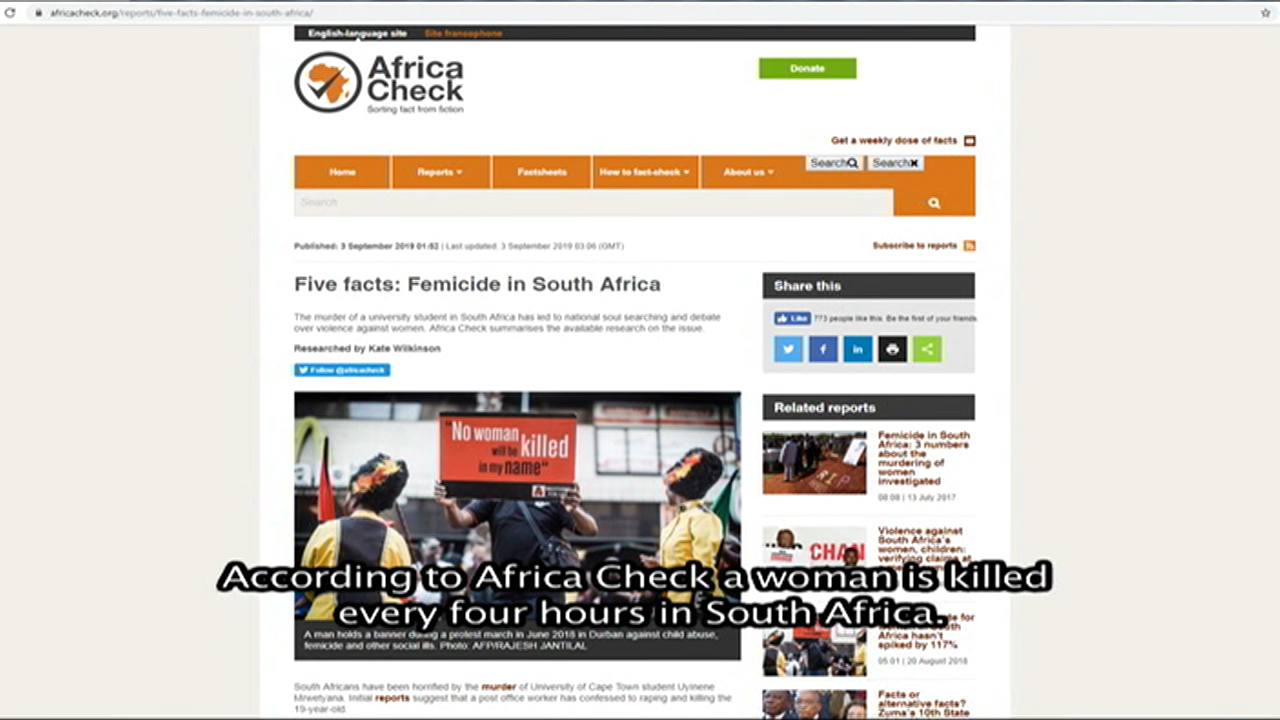 africacheck.org/reports/five-facts-femicide-in-south-africa/
English-language site
Site francophone
Africa
Check
Sorting fact from fiction
Donate
Get a weekly dose of facts
Home
Reports
Factsheets
How to fact-check
About us
Search
Search
Search
Published: 3 September 2019 01:52 | Last updated: 3 September 2019 03:06 (GMT)
Subscribe to reports
Five facts: Femicide in South Africa
The murder of a university student in South Africa has led to national soul searching and debate
over violence against women. Africa Check summarises the available research on the issue.
Researched by Kate Wilkinson
Follow @africacheck
"No woman
will be killed
in my name"
A man holds a banner during a protest march in June 2018 in Durban against child abuse,
femicide and other social ills. Photo: AFP/RAJESH JANTILAL
South Africans have been horrified by the murder of University of Cape Town student Uyinene
Mrwetyana. Initial reports suggest that a post office worker has confessed to raping and killing the
19-year-old.
Share this
Like 773 people like this. Be the first of your friends
in
Related reports
Femicide in South
Africa: 3 numbers
about the
murdering of
women
investigated
08:08 | 13 July 2017
RIP
CHAN
Violence against
South Africa's
women, children:
verifying claims
for
Africa hasn't
spiked by 117%
05:01 | 20 August 2018
Facts or
alternative facts?
Zuma's 10th State
According to Africa Check a woman is killed
every four hours in South Africa.